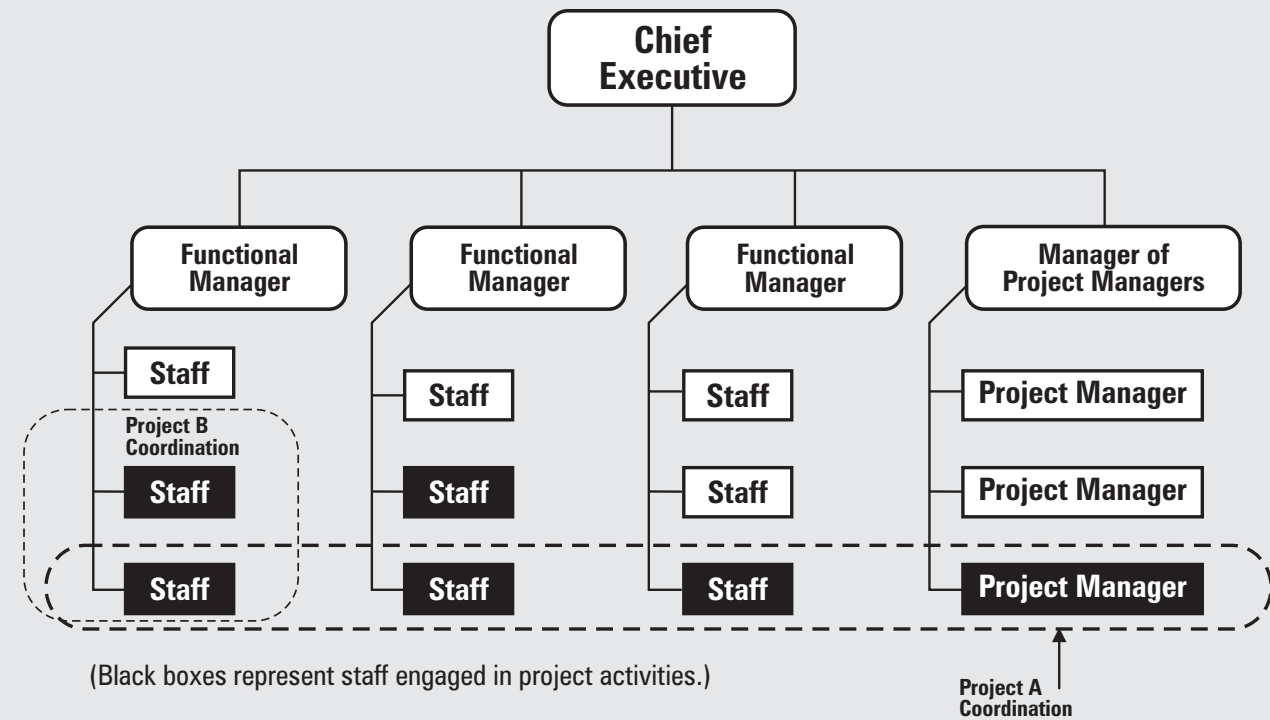 Chief
Executive
Functional
Manager
Functional
Manager
Functional
Manager
Manager of
Project Managers
Staff
Staff
Staff
Project Manager
Project B
Coordination
Staff
Staff
Staff
Project Manager
Staff
Staff
Staff
Project Manager
(Black boxes represent staff engaged in project activities.)
Project A
Coordination